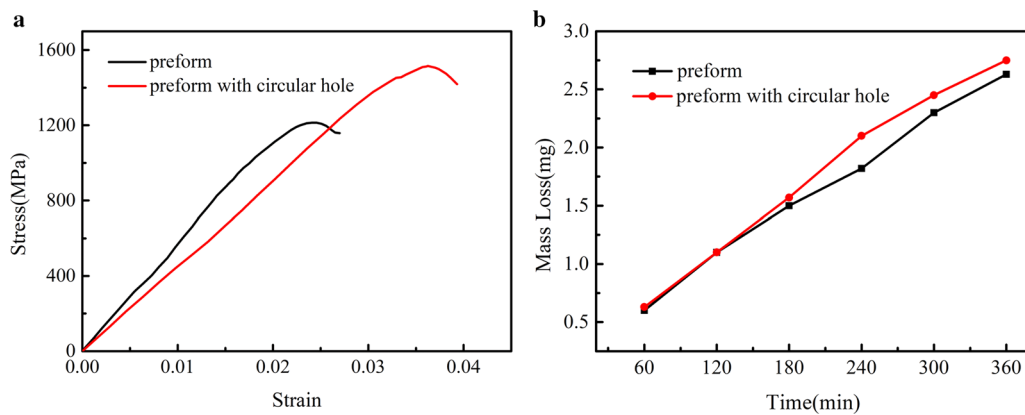 a
Stress(MPa)
1600
1200
800
400
0
preform
preform with circular hole
0.00 0.01 0.02 0.03 0.04
Strain
b
Mass Loss(mg)
3.0
2.5
2.0
1.5
1.0
0.5
preform
preform with circular hole
60 120 180 240 300 360
Time(min)